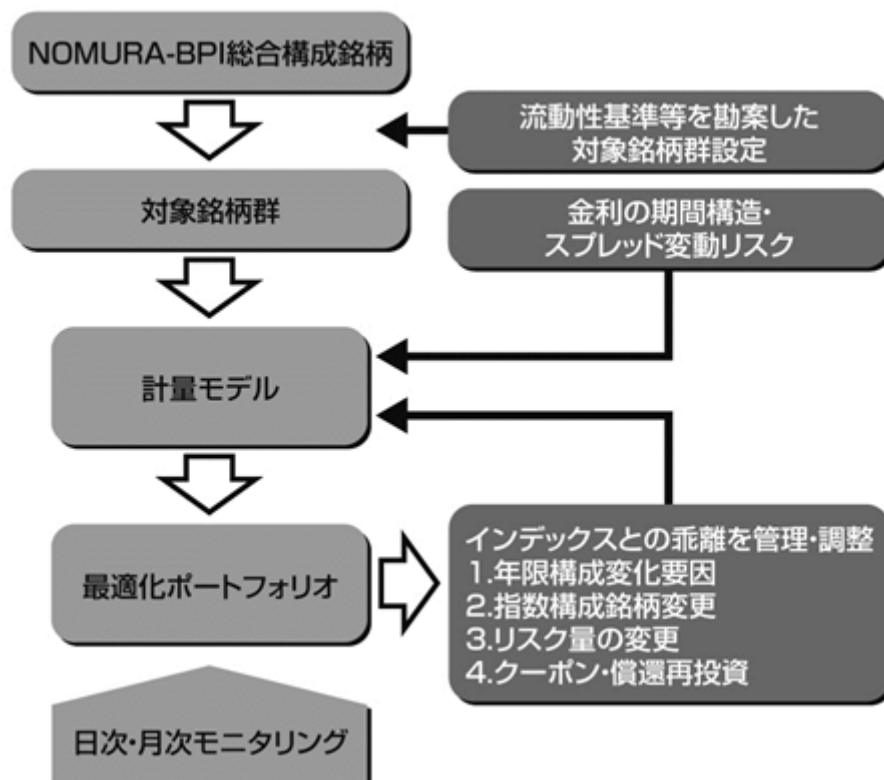 NOMURA-BPI総合構成銘柄
流動性基準等を勘案した
対象銘柄群設定
対象銘柄群
金利の期間構造・
スプレッド変動リスク
計量モデル
最適化ポートフォリオ
インデックスとの乖離を管理・調整
1.年限構成変化要因
2.指数構成銘柄変更
3.リスク量の変更
4.クーポン・償還再投資
日次・月次モニタリング